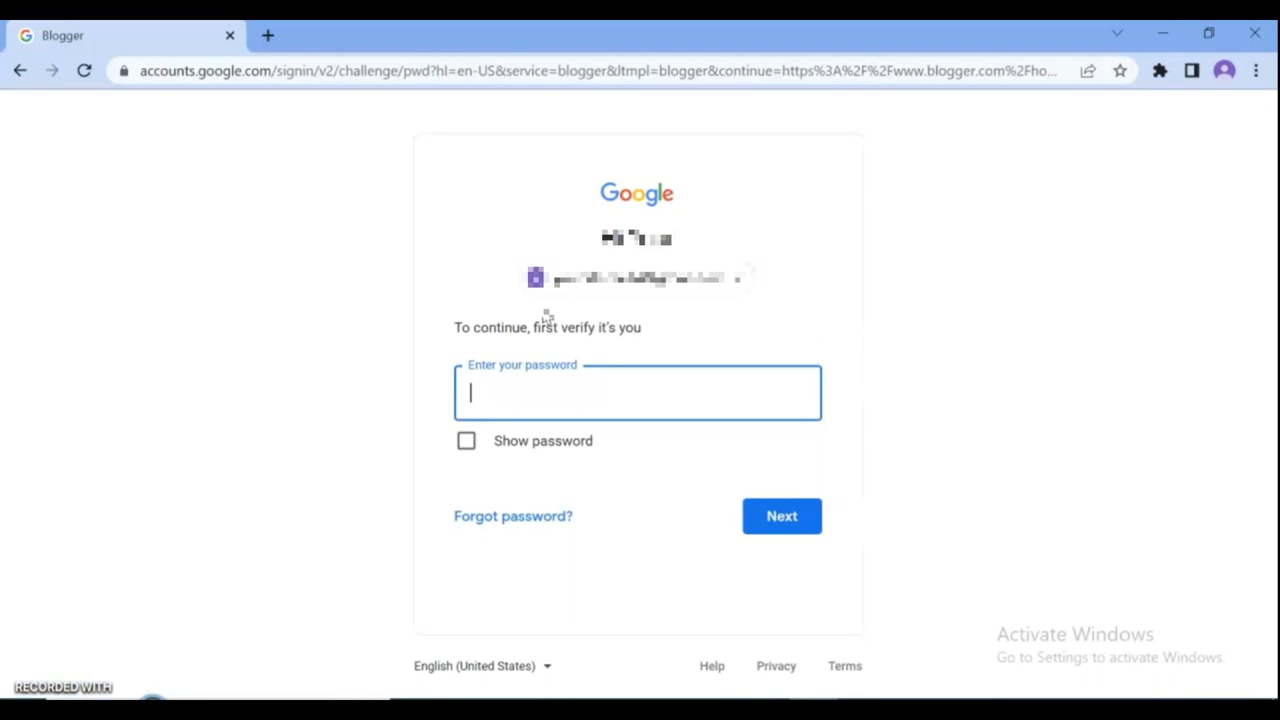 Blogger
accounts.google.com/signin/v2/challenge/pwd?hl=en-US&service=blogger&ltmpl=blogger&continue=https%3A%2F%2Fwww.blogger.com%2Fho...
Google
To continue, first verify it's you
Enter your password
Show password
Forgot password?
Next
Activate Windows
Go to Settings to activate Windows.
English (United States)
Help
Privacy
Terms
RECORDED WITH